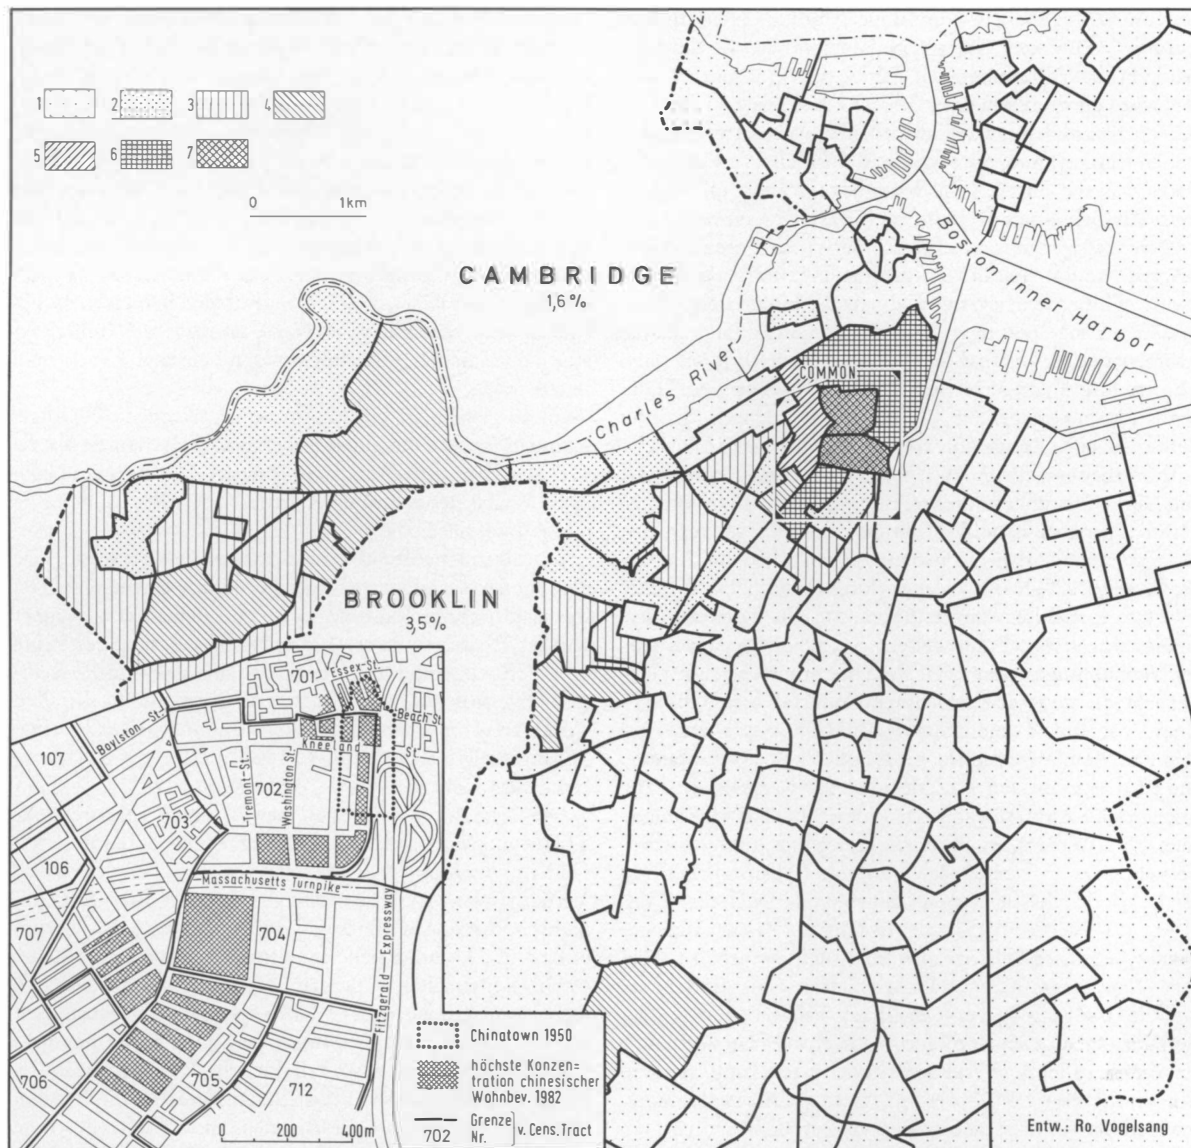 1 2 3 4
5 6 7
0 1km
CAMBRIDGE
1,6 %
Charles River
Boston Inner Harbor
COMMON
BROOKLIN
3,5 %
701
Essex-St.
Beach St.
Boylston-St.
Kneeland St.
107
Tremont-St.
702
Washington St.
703
106
Massachusetts Turnpike
707
704
Fitzgerald Expressway
706
705
712
0 200 400m
Chinatown 1950
höchste Konzen=
tration chinesischer
Wohnbev. 1982
Grenze
702 Nr. } v. Cens. Tract
Entw.: Ro. Vogelsang